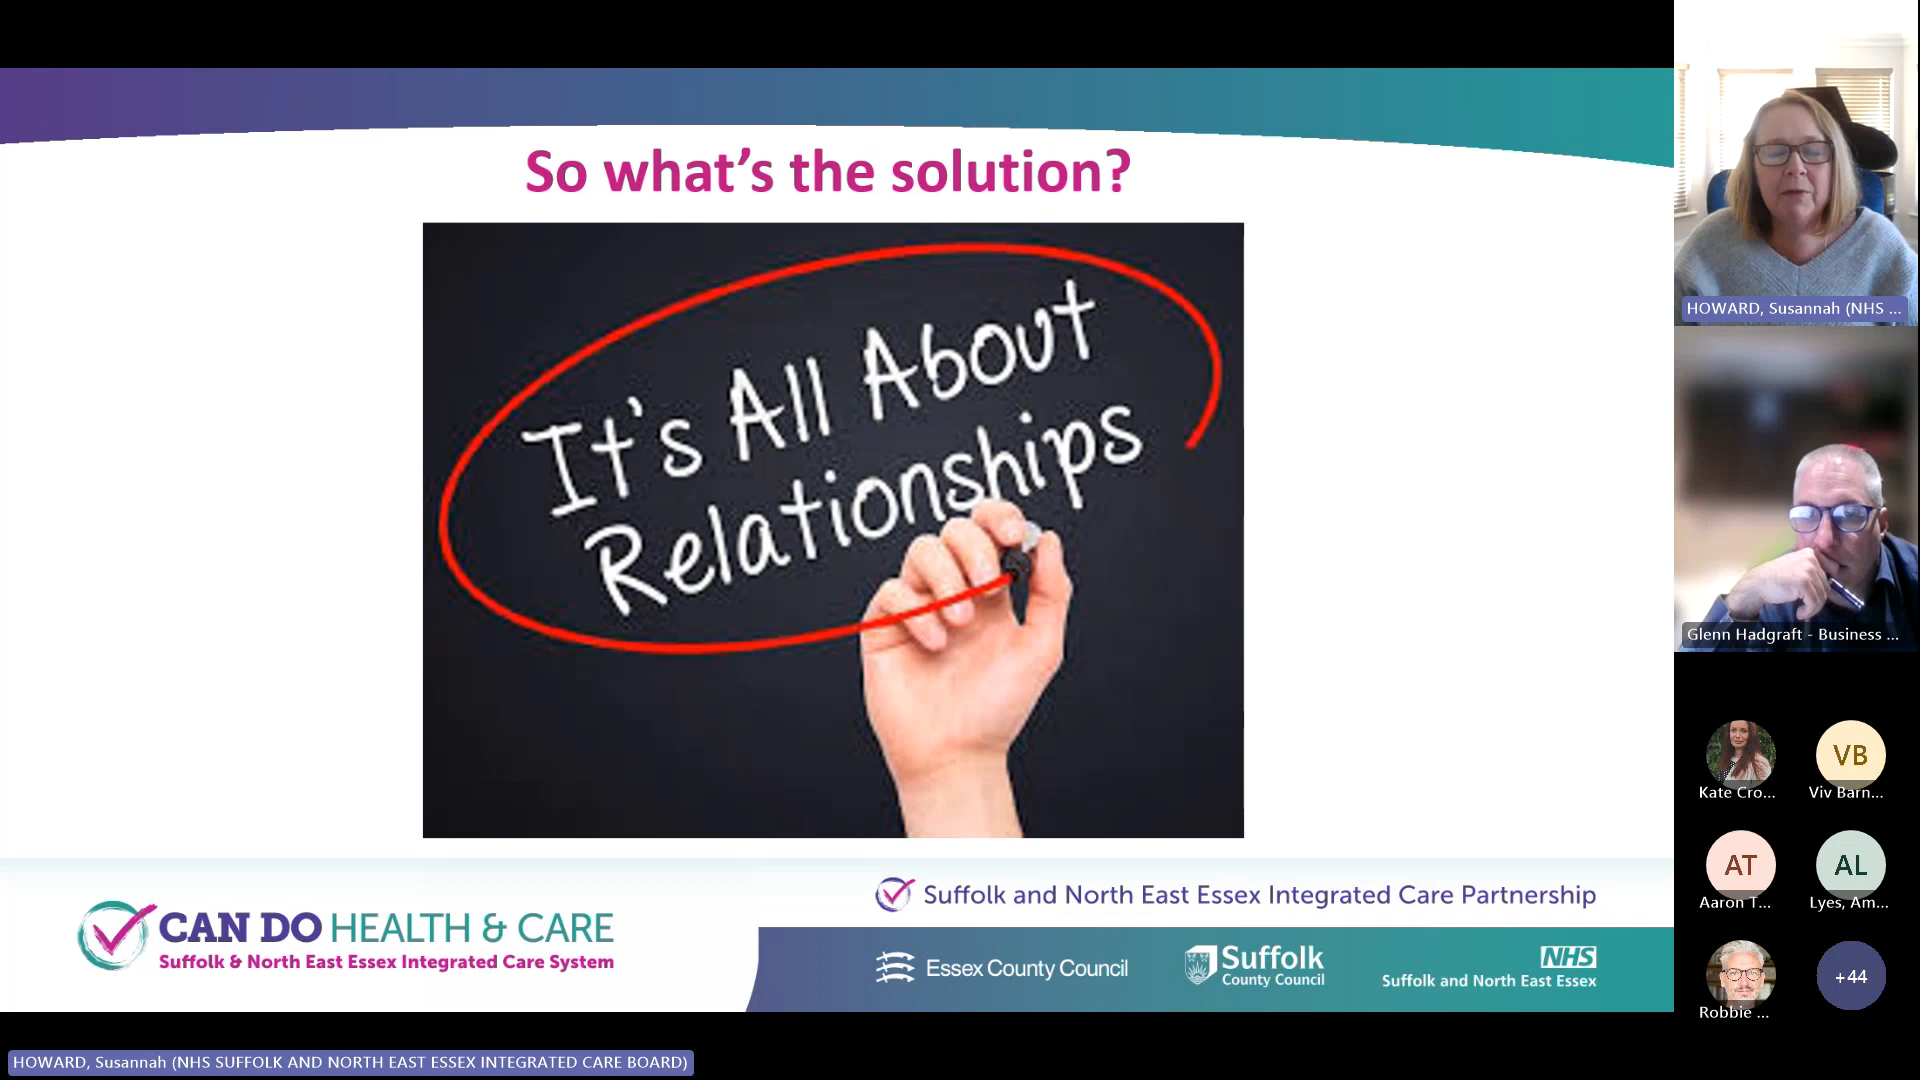 So what's the solution?
It's All About
Relationships
CAN DO HEALTH & CARE
Suffolk & North East Essex Integrated Care System
Suffolk and North East Essex Integrated Care Partnership
Essex County Council
Suffolk
County Council
NHS
Suffolk and North East Essex
HOWARD, Susannah (NHS ...
Glenn Hadgraft - Business ...
Kate Cro...
VB
Viv Barn...
AT
Aaron T...
AL
Lyes, Am...
Robbie ...
+44
HOWARD, Susannah (NHS SUFFOLK AND NORTH EAST ESSEX INTEGRATED CARE BOARD)